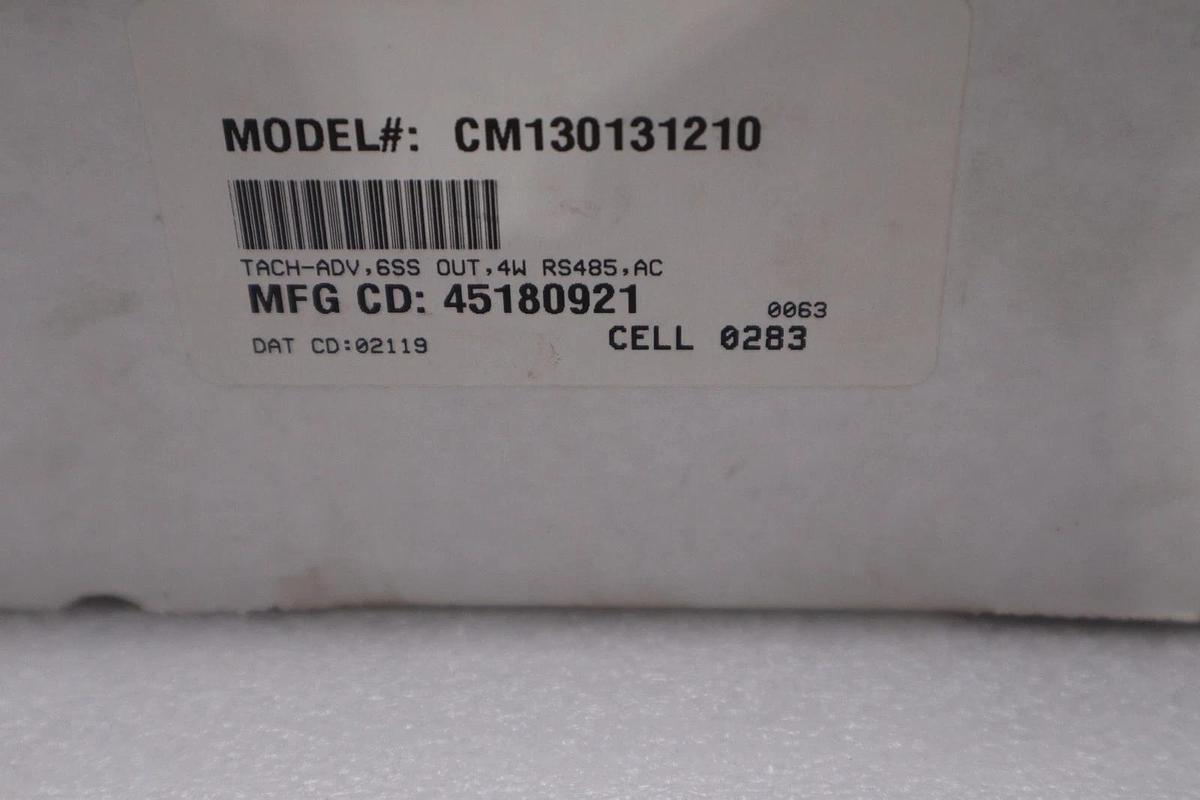 MODEL#: CM130131210
TACH-ADV,6SS OUT,4W RS485,AC
MFG CD: 45180921 0063
DAT CD:02119 CELL 0283